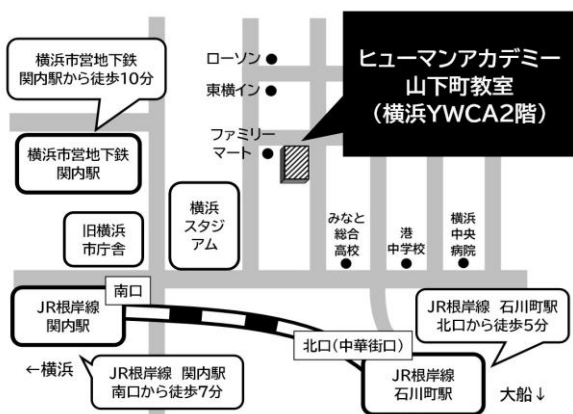 横浜市営地下鉄
関内駅から徒歩10分
ローソン
東横イン
ファミリー
マート
ヒューマンアカデミー
山下町教室
(横浜YWCA2階)
横浜市営地下鉄
関内駅
旧横浜
市庁舎
横浜
スタジ
アム
みなと
総合
高校
港
中学校
横浜
中央
病院
南口
JR根岸線
関内駅
北口(中華街口)
JR根岸線 石川町駅
北口から徒歩5分
←横浜
JR根岸線 関内駅
南口から徒歩7分
JR根岸線
石川町駅
大船↓